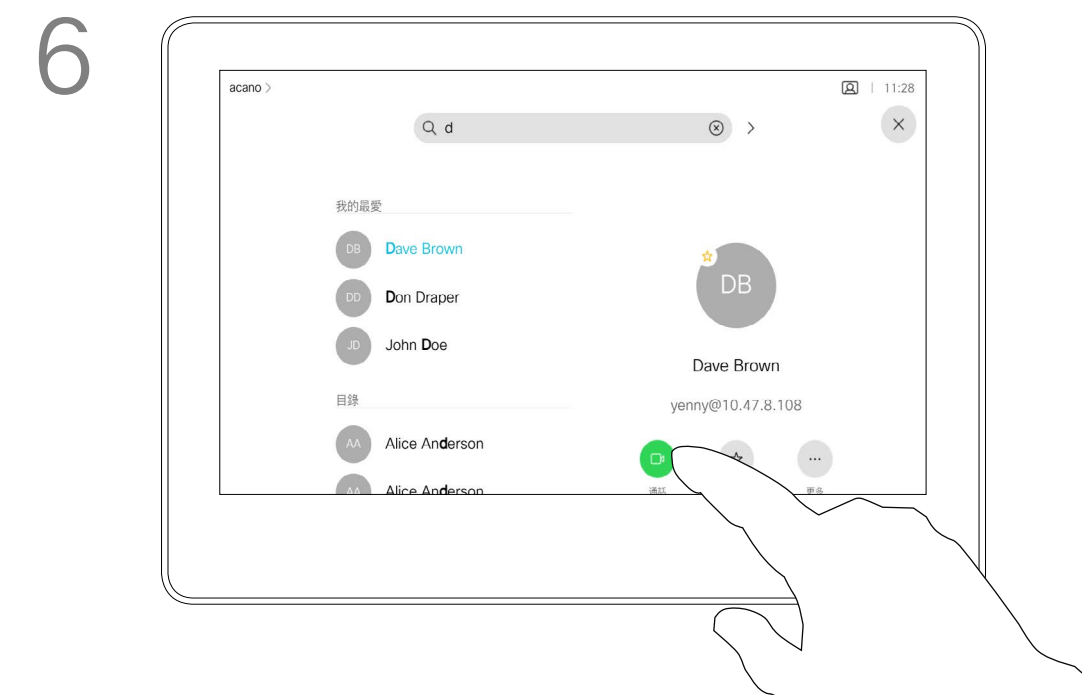 6
acano >
11:28
d
我的最愛
DB Dave Brown
DD Don Draper
JD John Doe
目錄
AA Alice Anderson
AA Alice Anderson
DB
Dave Brown
yenny@10.47.8.108
通話
更多